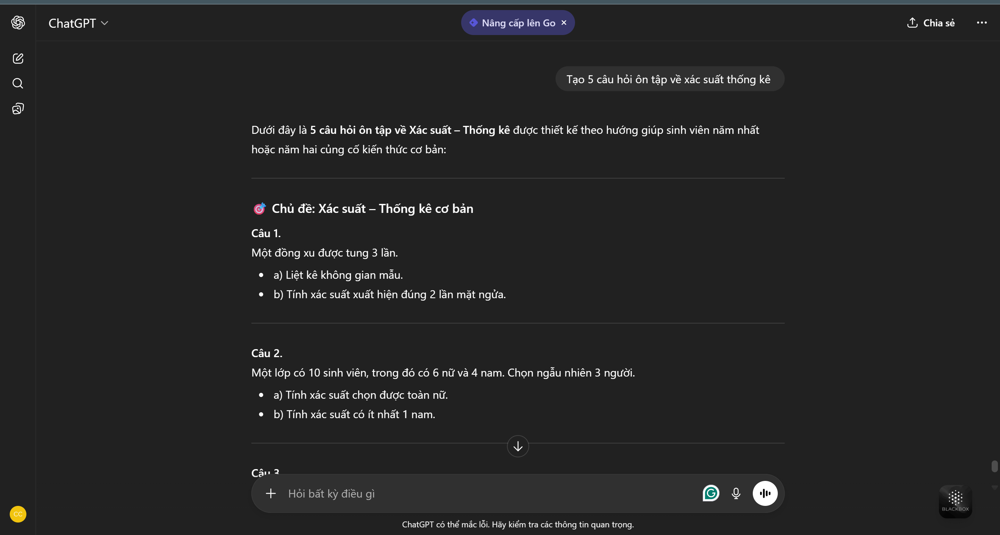 ChatGPT
Nâng cấp lên Go
Chia sẻ
Tạo 5 câu hỏi ôn tập về xác suất thống kê
Dưới đây là 5 câu hỏi ôn tập về Xác suất – Thống kê được thiết kế theo hướng giúp sinh viên năm nhất
hoặc năm hai củng cố kiến thức cơ bản:
Chủ đề: Xác suất – Thống kê cơ bản
Câu 1.
Một đồng xu được tung 3 lần.
a) Liệt kê không gian mẫu.
b) Tính xác suất xuất hiện đúng 2 lần mặt ngửa.
Câu 2.
Một lớp có 10 sinh viên, trong đó có 6 nữ và 4 nam. Chọn ngẫu nhiên 3 người.
a) Tính xác suất chọn được toàn nữ.
b) Tính xác suất có ít nhất 1 nam.
Câu 3
Hỏi bất kỳ điều gì
CC
BLACKBOX
ChatGPT có thể mắc lỗi. Hãy kiểm tra các thông tin quan trọng.